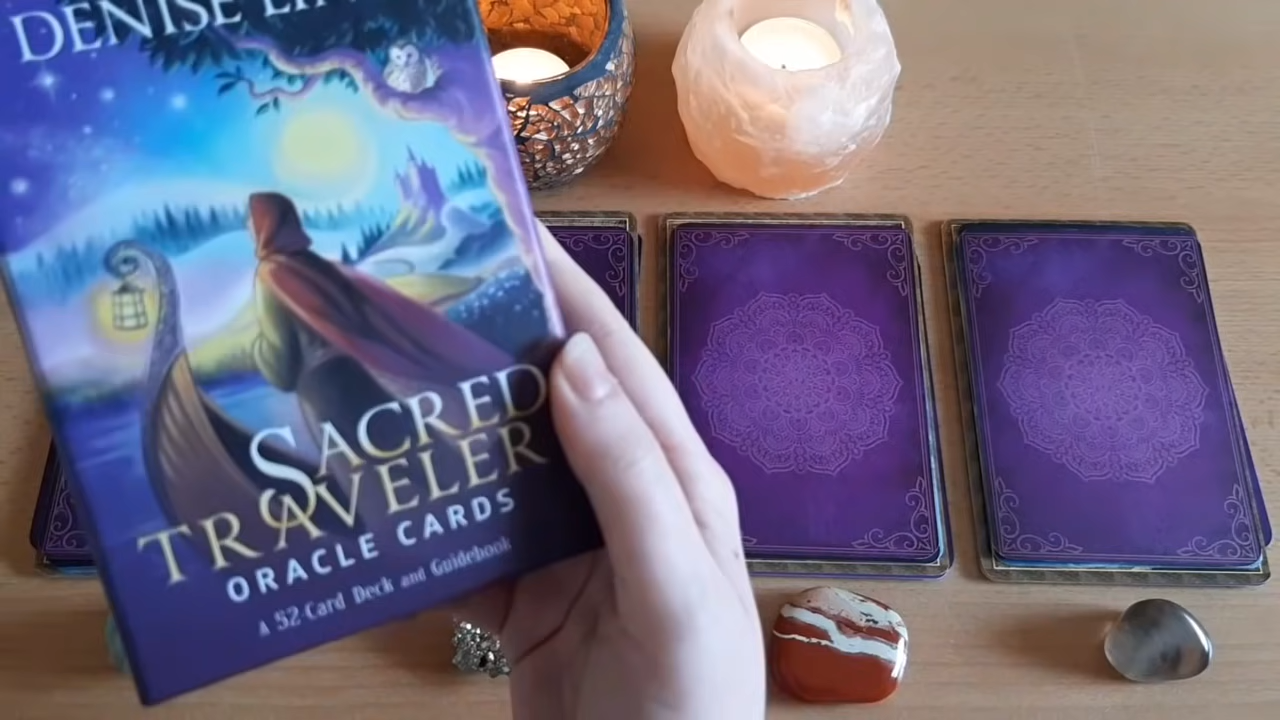 DENISE
SACRED
TRAVELER
ORACLE CARDS
A 52-Card Deck and Guidebook